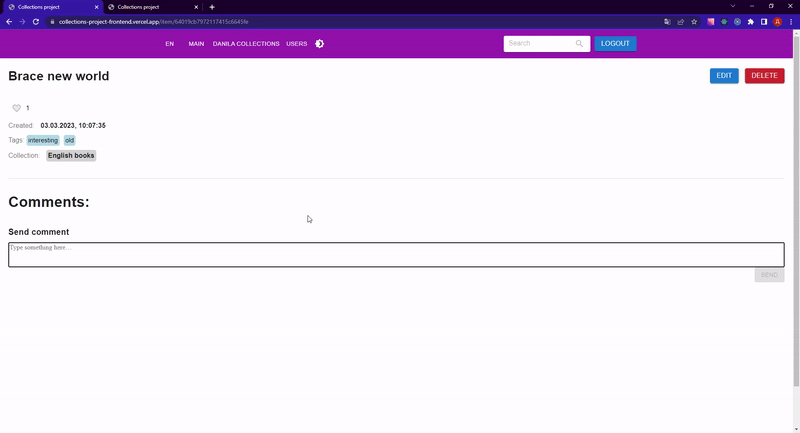 Collections project
Collections project
collections-project-frontend.vercel.app/item/64019cb7972117415c6645fe
EN MAIN DANILA COLLECTIONS USERS Search LOGOUT
Brace new world EDIT DELETE
1
Created: 03.03.2023, 10:07:35
Tags: interesting old
Collection: English books
Comments:
Send comment
Type something here...
SEND